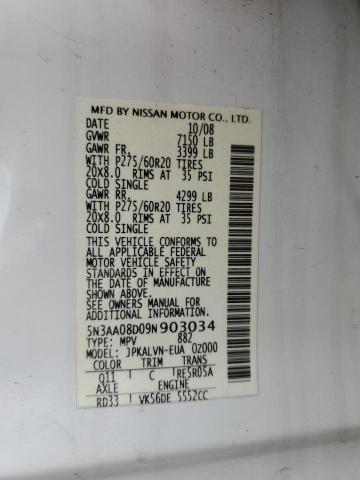 MFD BY NISSAN MOTOR CO., LTD.
DATE 10/08
GVWR 7150 LB
GAWR FR. 3399 LB
WITH P275/60R20 TIRES
20X8.0 RIMS AT 35 PSI
COLD SINGLE
GAWR RR. 4299 LB
WITH P275/60R20 TIRES
20X8.0 RIMS AT 35 PSI
COLD SINGLE
THIS VEHICLE CONFORMS TO
ALL APPLICABLE FEDERAL
MOTOR VEHICLE SAFETY
STANDARDS IN EFFECT ON
THE DATE OF MANUFACTURE
SHOWN ABOVE.
SEE OWNERS MANUAL FOR
ADDITIONAL INFORMATION.
5N3AA08D09N903034
TYPE: MPV 882
MODEL: JPKALVN-EUA 0Z000
COLOR TRIM TRANS
Q11 C RE5R05A
AXLE ENGINE
RD33 VK56DE 5552CC